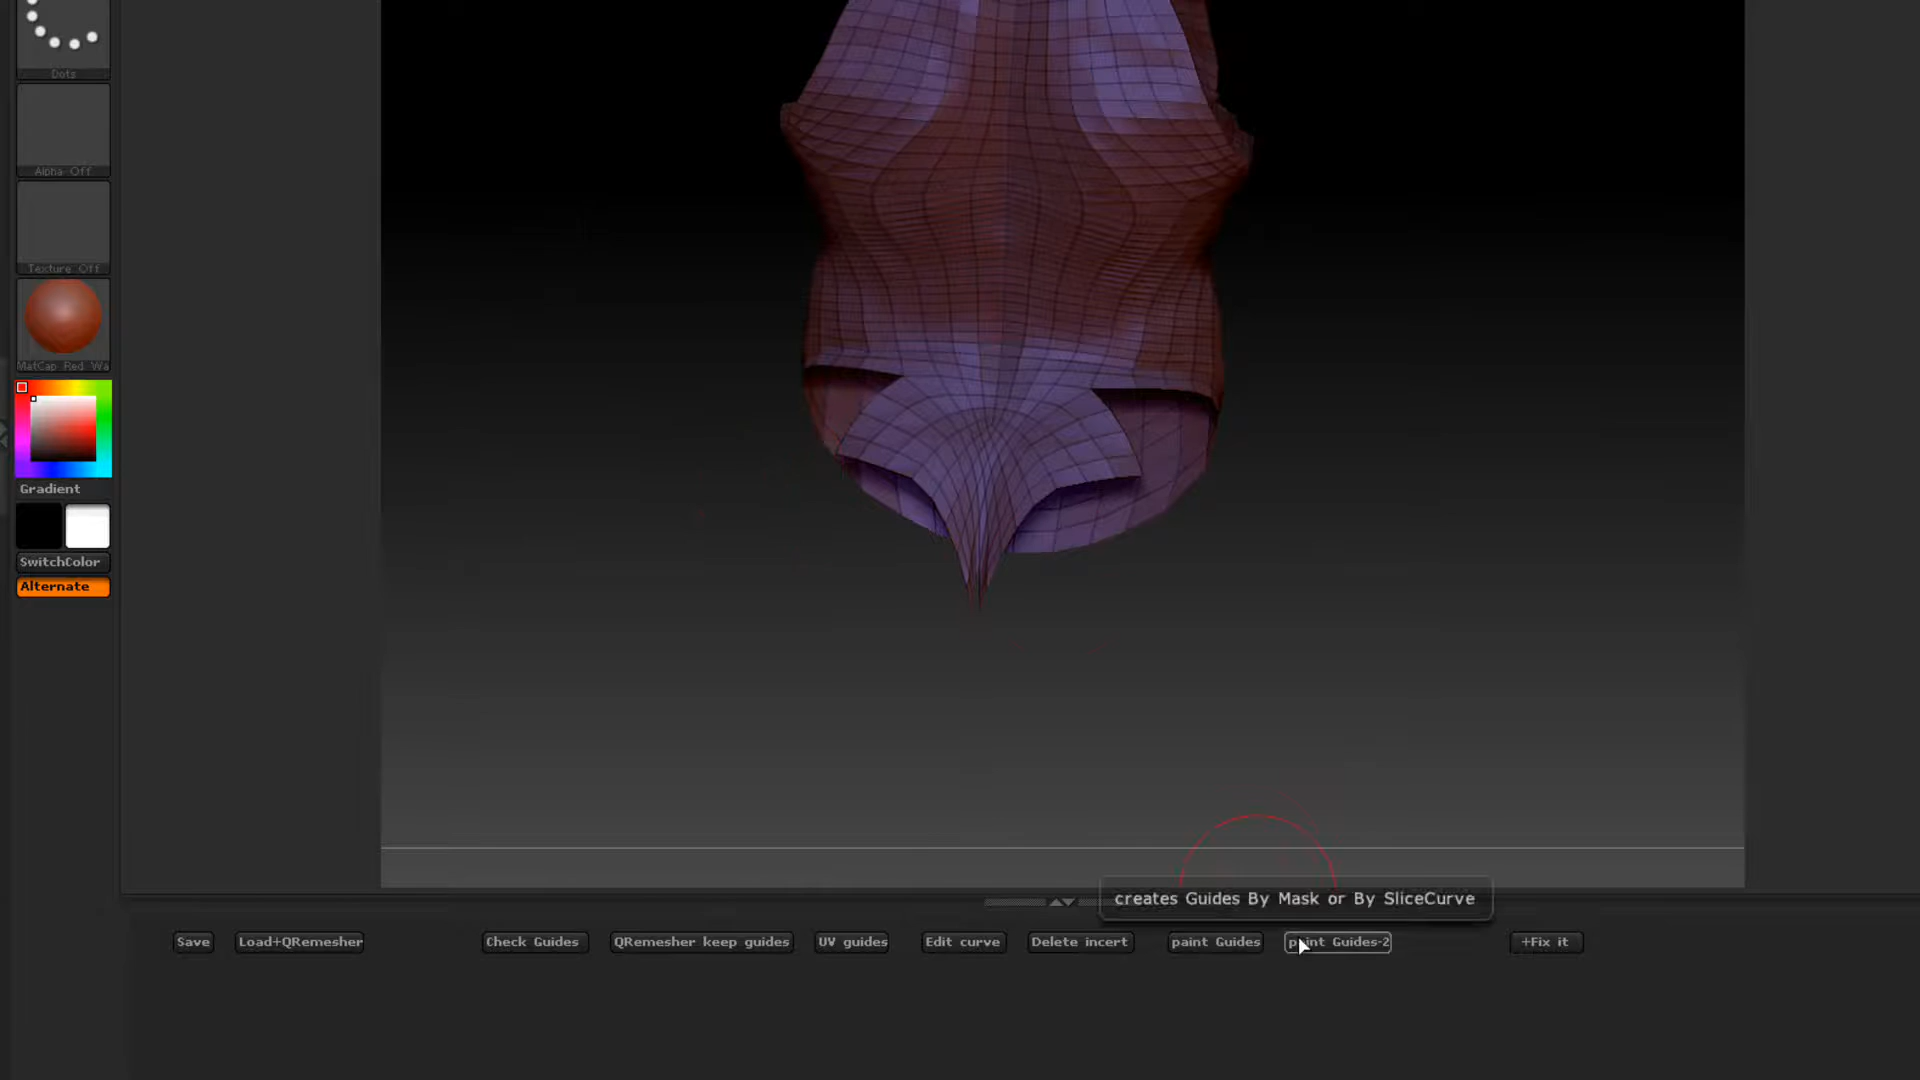 Dots
Alpha Off
Texture Off
MatCap Red Wa
Gradient
SwitchColor
Alternate
creates Guides By Mask or By SliceCurve
Save
Load+QRemesher
Check Guides
QRemesher keep guides
UV guides
Edit curve
Delete incert
paint Guides
paint Guides-2
+Fix it